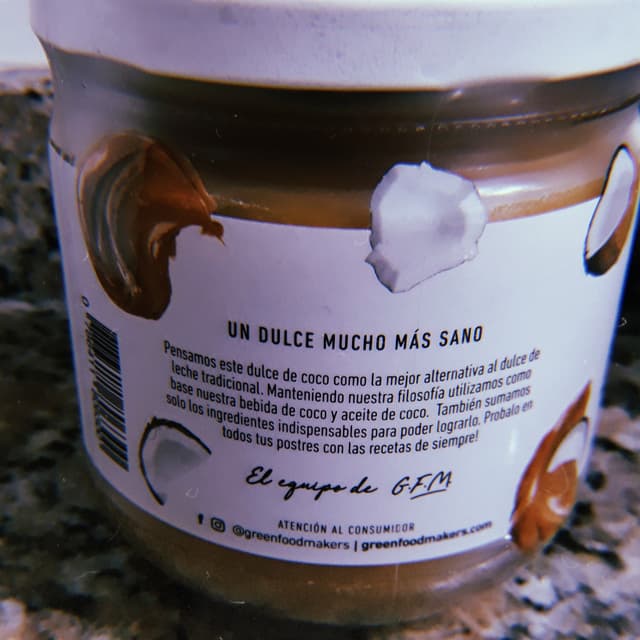 UN DULCE MUCHO MÁS SANO
Pensamos este dulce de coco como la mejor alternativa al dulce de
leche tradicional. Manteniendo nuestra filosofía utilizamos como
base nuestra bebida de coco y aceite de coco. También sumamos
solo los ingredientes indispensables para poder lograrlo. Probalo en
todos tus postres con las recetas de siempre!
El equipo de G.F.M
ATENCIÓN AL CONSUMIDOR
@greenfoodmakers | greenfoodmakers.com